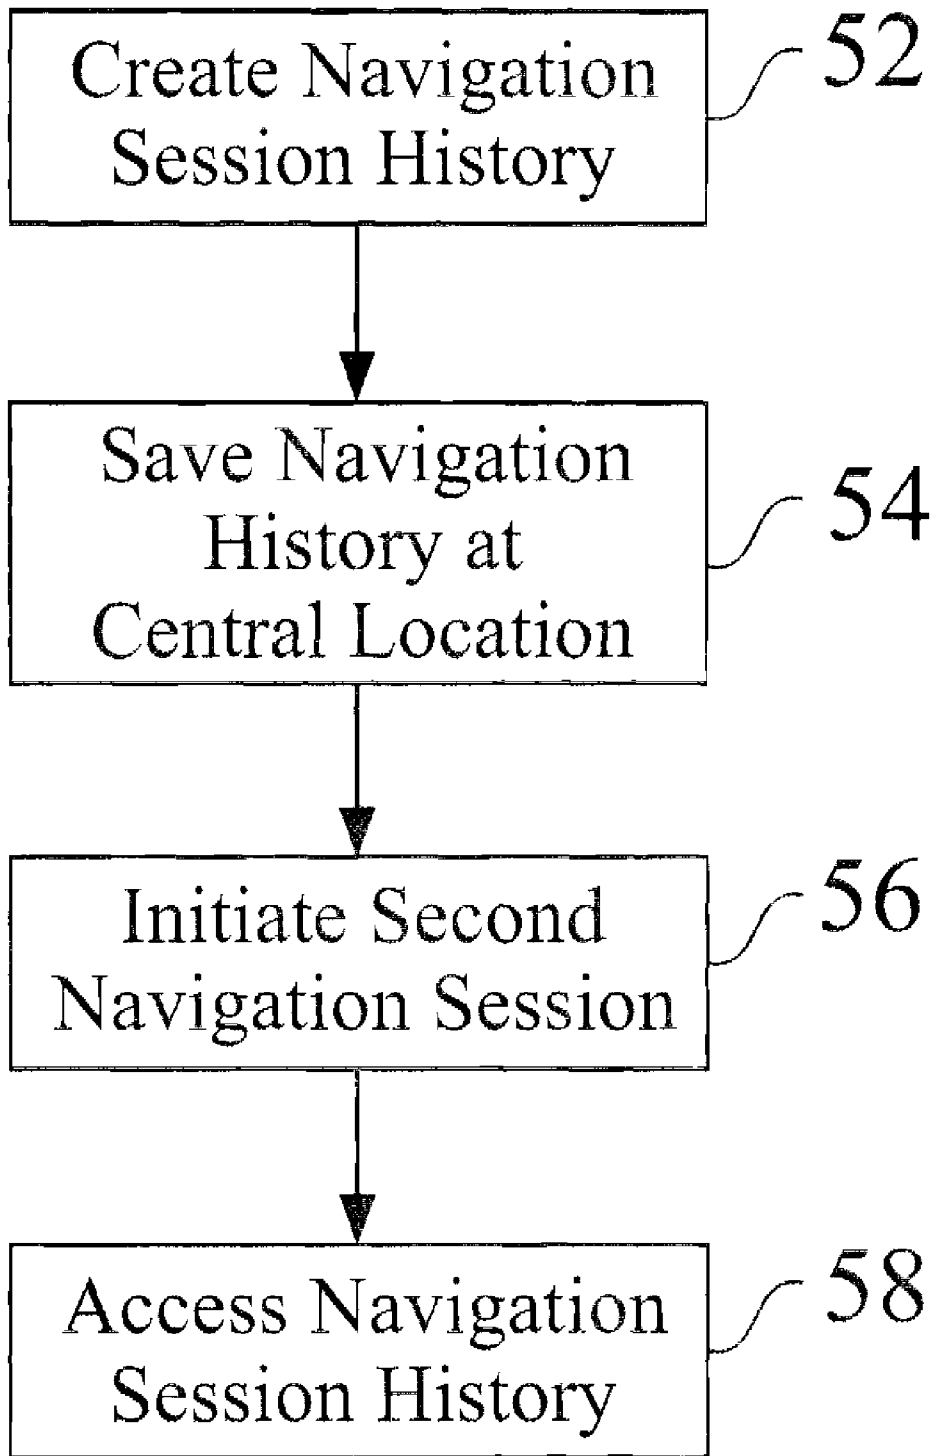 Create Navigation
Session History
52
Save Navigation
History at
Central Location
54
Initiate Second
Navigation Session
56
Access Navigation
Session History
58